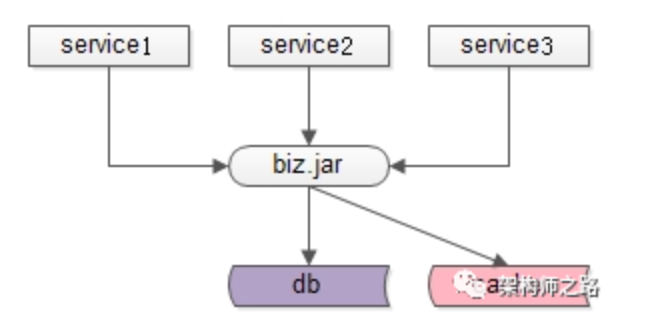 service1
service2
service3
biz.jar
db
架构师之路